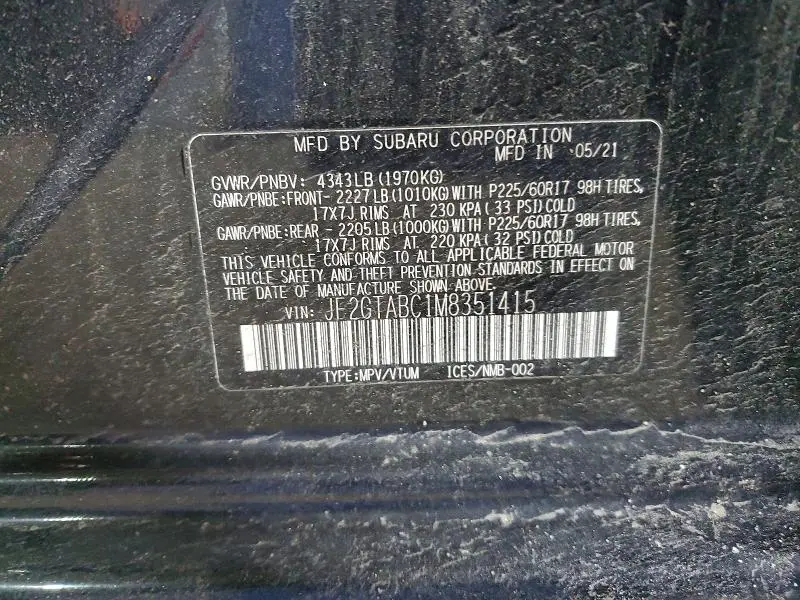 MFD BY SUBARU CORPORATION
MFD IN 05/21
GVWR/PNBV: 4343LB (1970KG)
GAWR/PNBE:FRONT- 2227LB (1010KG) WITH P225/60R17 98H TIRES,
17X7J RIMS AT 230 KPA ( 33 PSI) COLD
GAWR/PNBE:REAR - 2205LB (1000KG) WITH P225/60R17 98H TIRES,
17X7J RIMS AT 220 KPA ( 32 PSI) COLD
THIS VEHICLE CONFORMS TO ALL APPLICABLE FEDERAL MOTOR
VEHICLE SAFETY AND THEFT PREVENTION STANDARDS IN EFFECT ON
THE DATE OF MANUFACTURE SHOWN ABOVE.
VIN: JF2GTABC1M8351415
TYPE:MPV/VTUM ICES/NMB-002